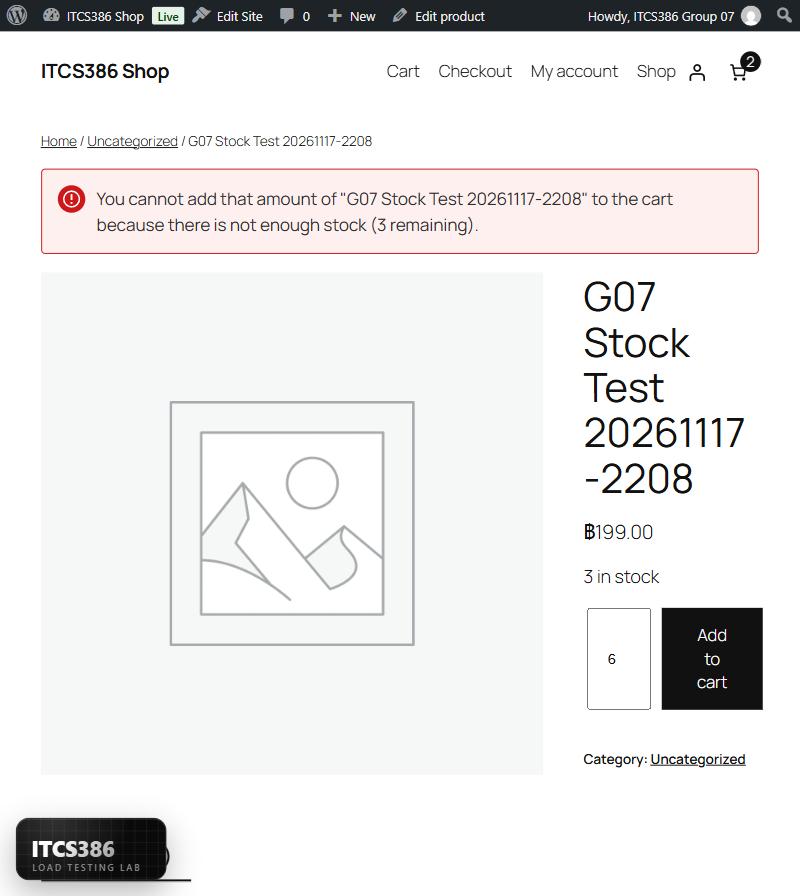 ITCS386 Shop Live Edit Site 0 New Edit product Howdy, ITCS386 Group 07
ITCS386 Shop Cart Checkout My account Shop 2
Home / Uncategorized / G07 Stock Test 20261117-2208
You cannot add that amount of "G07 Stock Test 20261117-2208" to the cart
because there is not enough stock (3 remaining).
G07
Stock
Test
20261117
-2208
฿199.00
3 in stock
6
Add
to
cart
Category: Uncategorized
ITCS386
LOAD TESTING LAB